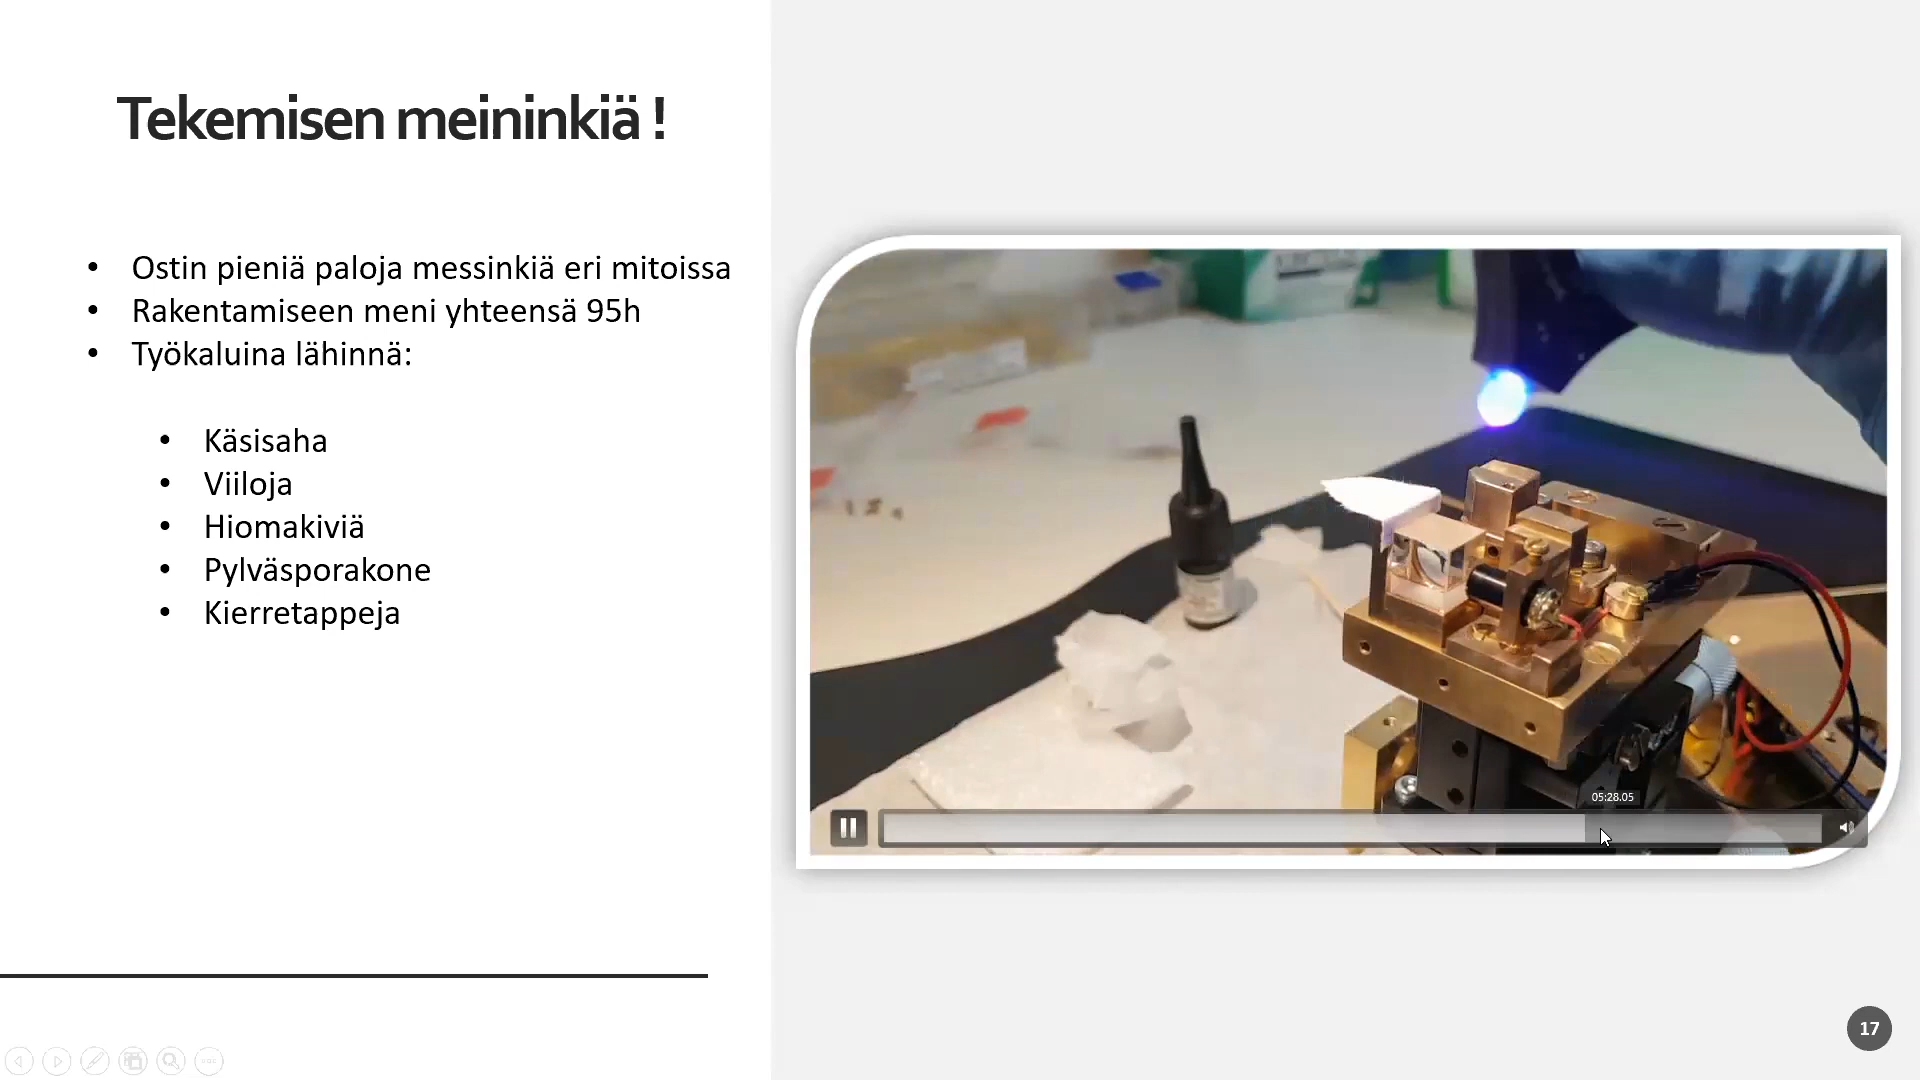 Tekemisen meininkiä !
• Ostin pieniä paloja messinkiä eri mitoissa
• Rakentamiseen meni yhteensä 95h
• Työkaluina lähinnä:
• Käsisaha
• Viiloja
• Hiomakiviä
• Pylväsporakone
• Kierretappeja
05:28.05
17